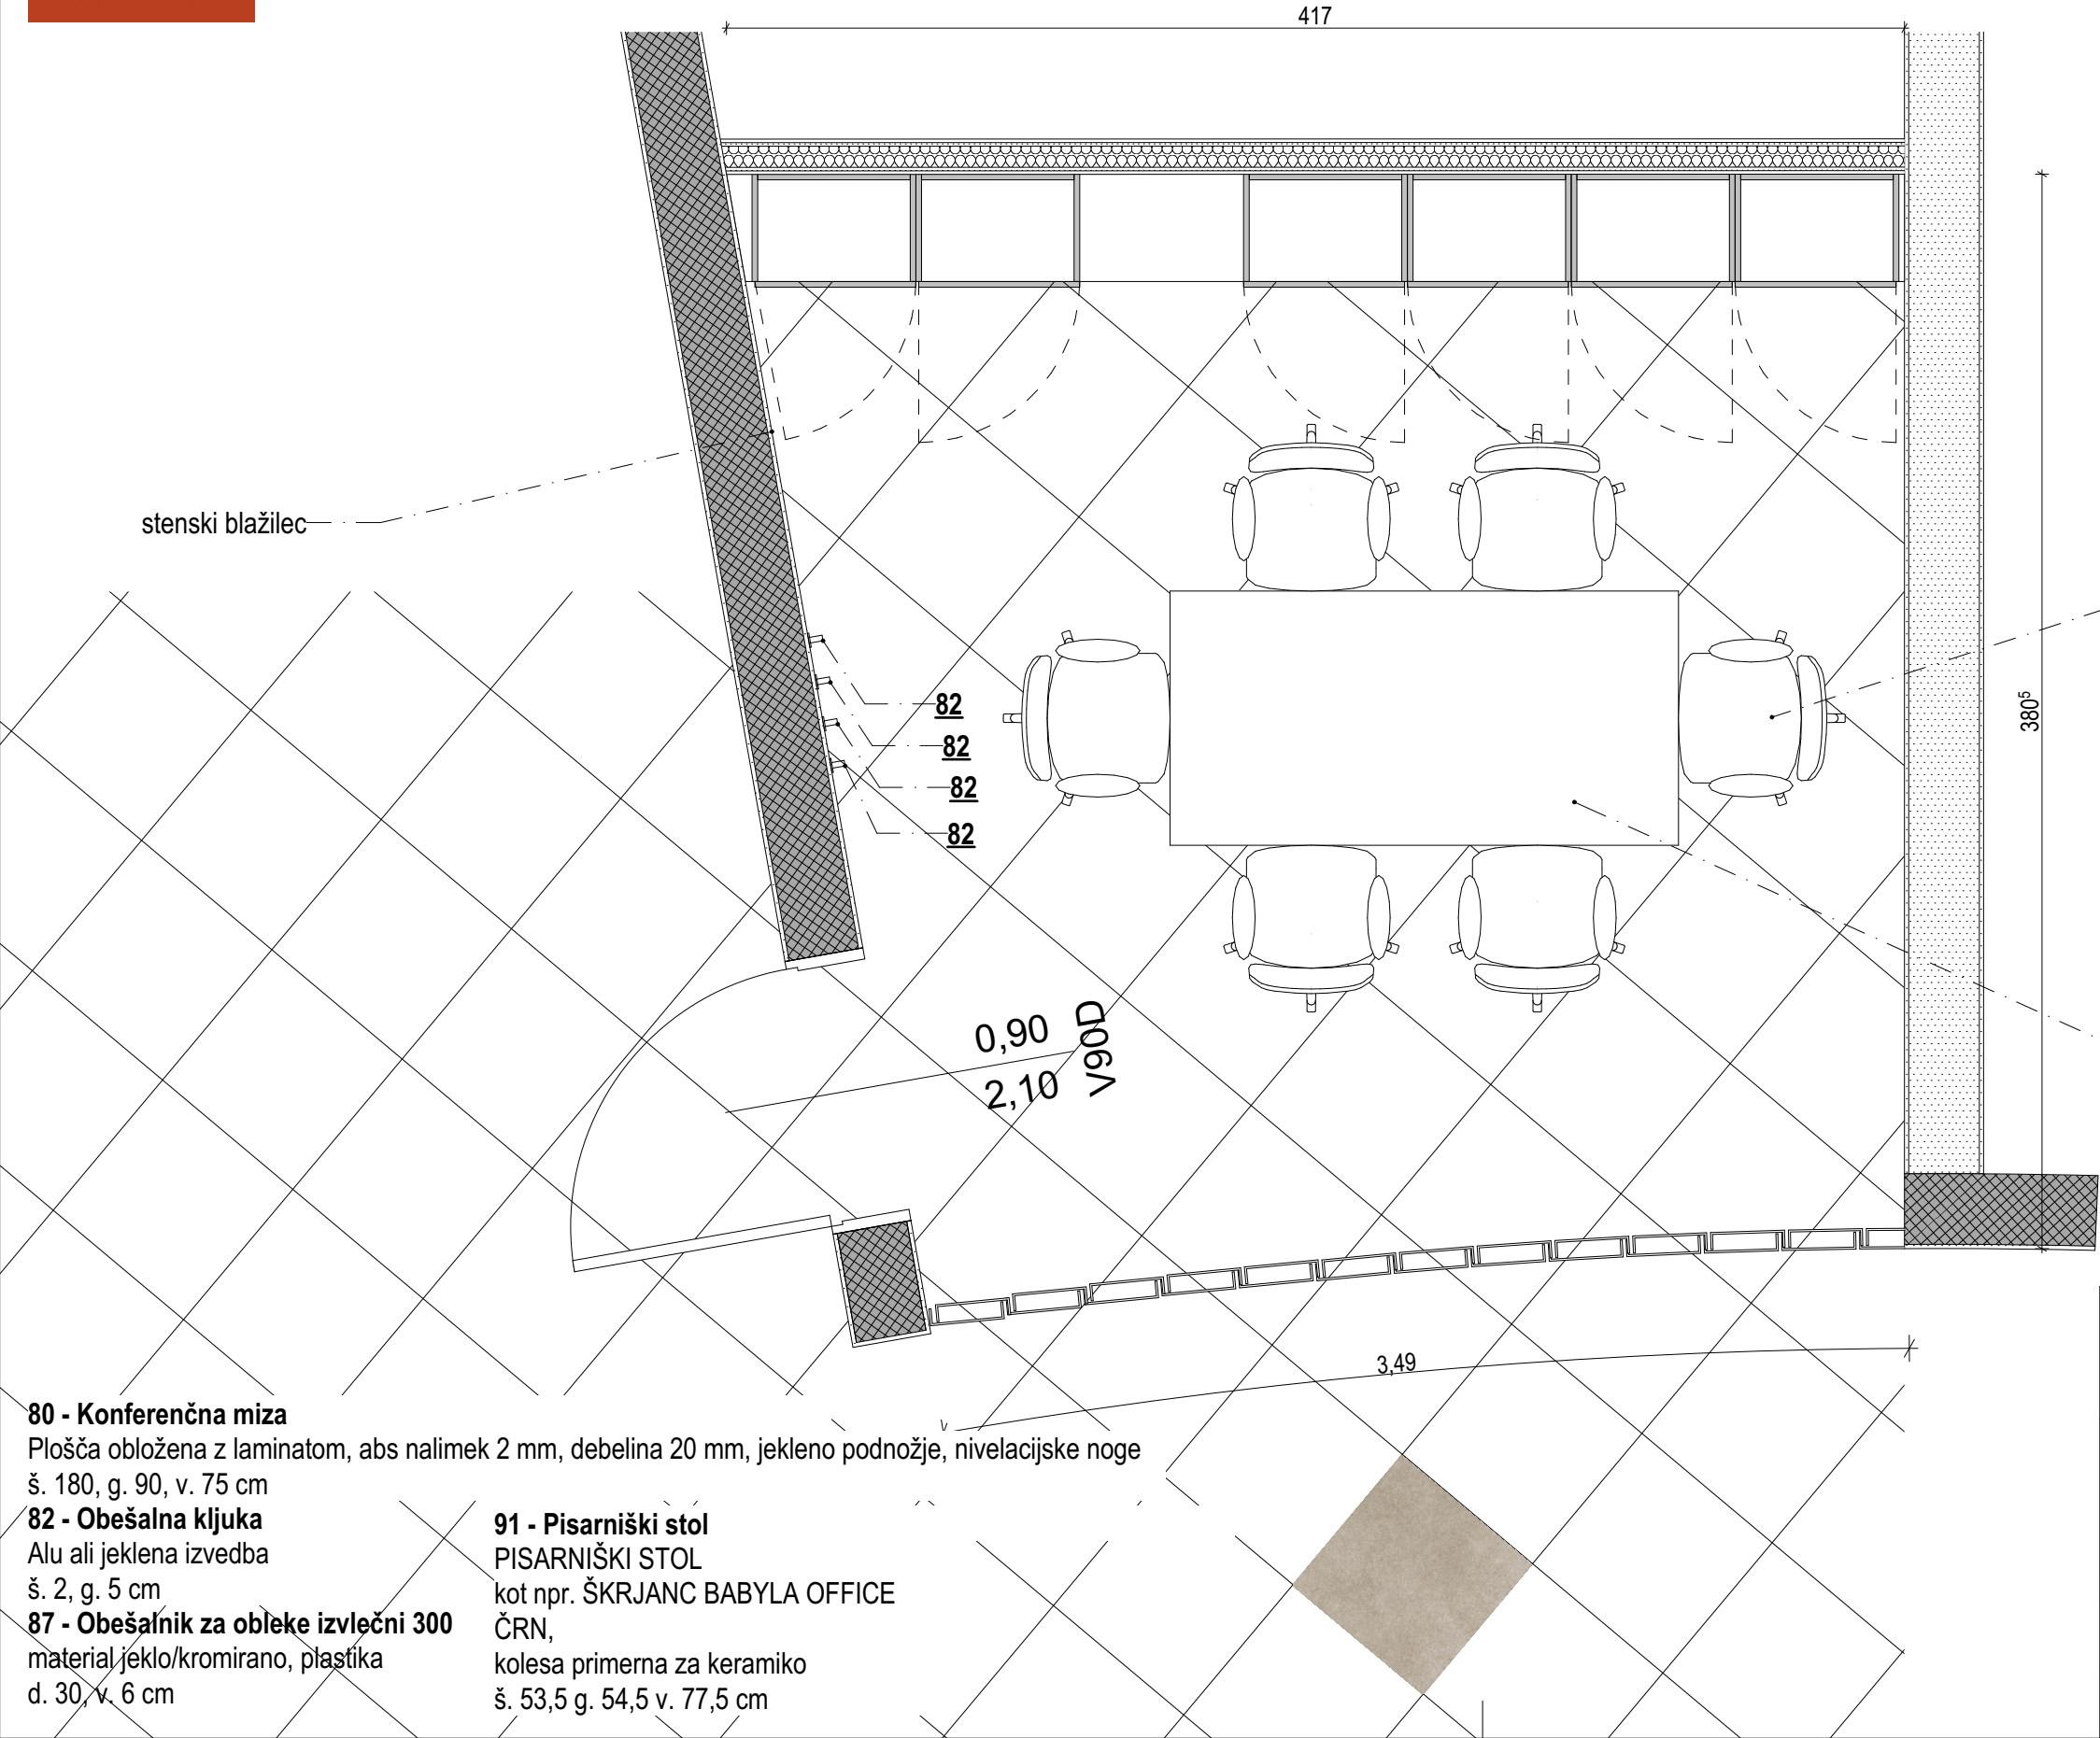 417
stenski blažilec
82
82
82
82
380⁵
0,90
2,10
V90D
3,49
80 - Konferenčna miza
Plošča obložena z laminatom, abs nalimek 2 mm, debelina 20 mm, jekleno podnožje, nivelacijske noge
š. 180, g. 90, v. 75 cm
82 - Obešalna kljuka
Alu ali jeklena izvedba
š. 2, g. 5 cm
87 - Obešalnik za obleke izvlečni 300
material jeklo/kromirano, plastika
d. 30, v. 6 cm
91 - Pisarniški stol
PISARNIŠKI STOL
kot npr. ŠKRJANC BABYLA OFFICE
ČRN,
kolesa primerna za keramiko
š. 53,5 g. 54,5 v. 77,5 cm